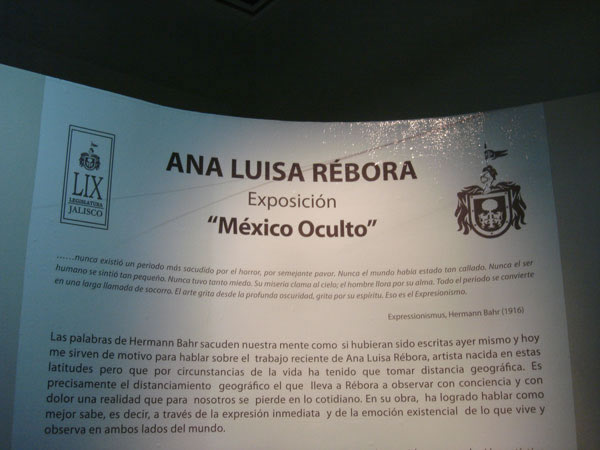 LIX
LEGISLATURA
JALISCO
ANA LUISA RÉBORA
Exposición
“México Oculto”
……nunca existió un periodo más sacudido por el horror, por semejante pavor. Nunca el mundo había estado tan callado. Nunca el ser
humano se sintió tan pequeño. Nunca tuvo tanto miedo. Su miseria clama al cielo; el hombre llora por su alma. Todo el periodo se convierte
en una larga llamada de socorro. El arte grita desde la profunda oscuridad, grita por su espíritu. Eso es el Expresionismo.
Expressionismus, Hermann Bahr (1916)
Las palabras de Hermann Bahr sacuden nuestra mente como si hubieran sido escritas ayer mismo y hoy
me sirven de motivo para hablar sobre el trabajo reciente de Ana Luisa Rébora, artista nacida en estas
latitudes pero que por circunstancias de la vida ha tenido que tomar distancia geográfica. Es
precisamente el distanciamiento geográfico el que lleva a Rébora a observar con conciencia y con
dolor una realidad que para nosotros se pierde en lo cotidiano. En su obra, ha logrado hablar como
mejor sabe, es decir, a través de la expresión inmediata y de la emoción existencial de lo que vive y
observa en ambos lados del mundo.